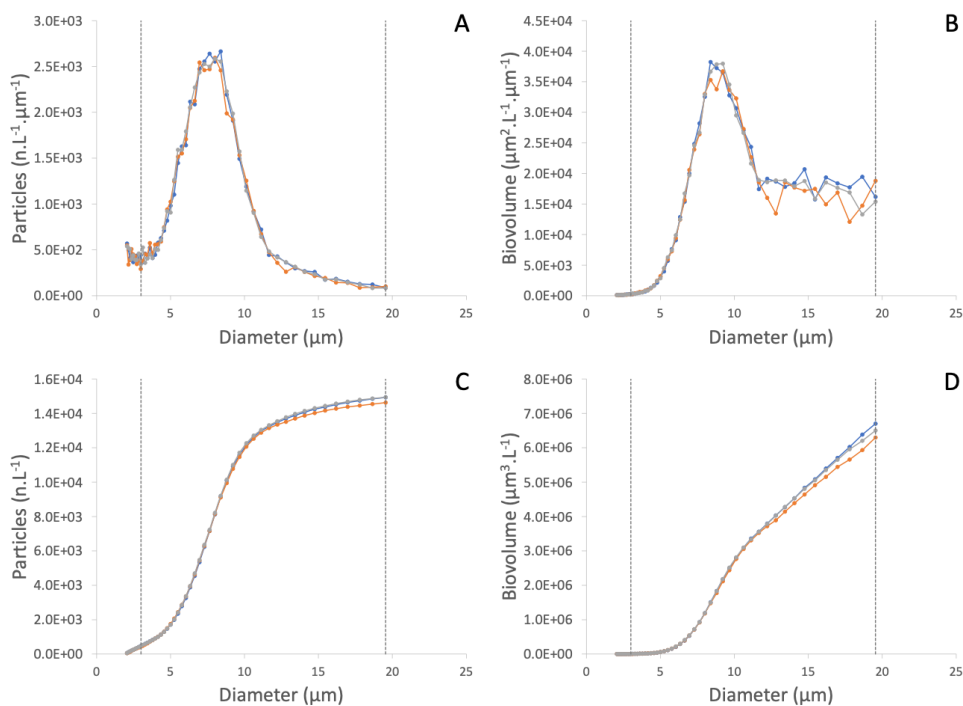 A
Particles (n.L⁻¹.µm⁻¹)
3.0E+03
2.5E+03
2.0E+03
1.5E+03
1.0E+03
5.0E+02
0.0E+00
0 5 10 15 20 25
Diameter (µm)
B
Biovolume (µm².L⁻¹.µm⁻¹)
4.5E+04
4.0E+04
3.5E+04
3.0E+04
2.5E+04
2.0E+04
1.5E+04
1.0E+04
5.0E+03
0.0E+00
0 5 10 15 20 25
Diameter (µm)
C
Particles (n.L⁻¹)
1.6E+04
1.4E+04
1.2E+04
1.0E+04
8.0E+03
6.0E+03
4.0E+03
2.0E+03
0.0E+00
0 5 10 15 20 25
Diameter (µm)
D
Biovolume (µm³.L⁻¹)
8.0E+06
7.0E+06
6.0E+06
5.0E+06
4.0E+06
3.0E+06
2.0E+06
1.0E+06
0.0E+00
0 5 10 15 20 25
Diameter (µm)